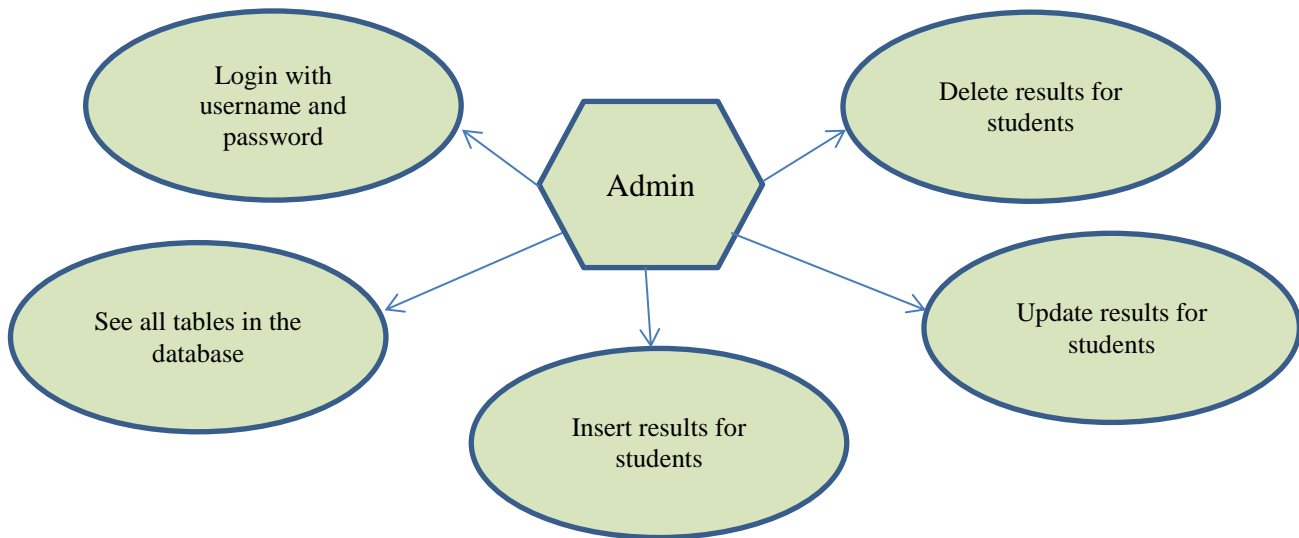 Login with
username and
password
Delete results for
students
Admin
See all tables in the
database
Update results for
students
Insert results for
students